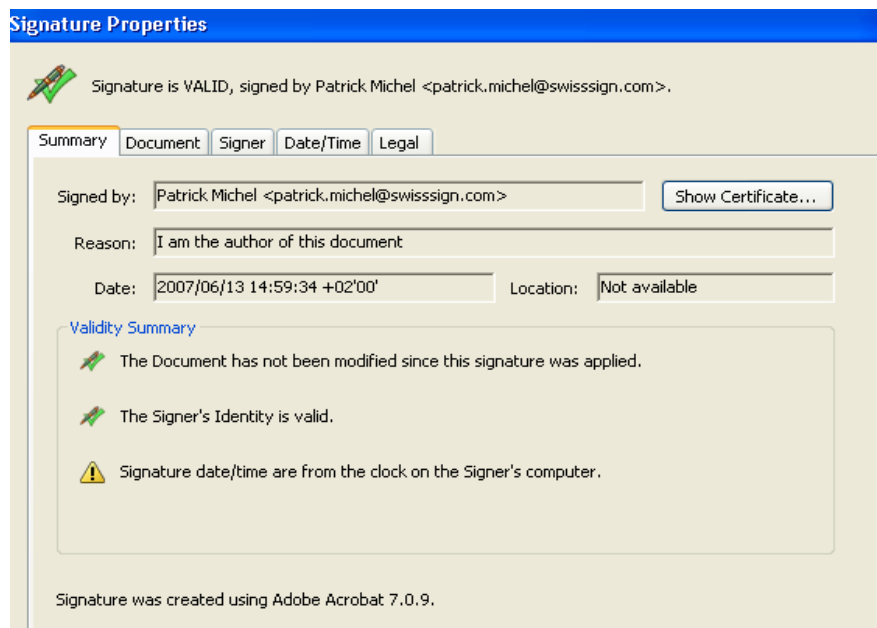 Signature Properties
Signature is VALID, signed by Patrick Michel <patrick.michel@swisssign.com>.
Summary Document Signer Date/Time Legal
Signed by: Patrick Michel <patrick.michel@swisssign.com> Show Certificate...
Reason: I am the author of this document
Date: 2007/06/13 14:59:34 +02'00' Location: Not available
Validity Summary
The Document has not been modified since this signature was applied.
The Signer's Identity is valid.
Signature date/time are from the clock on the Signer's computer.
Signature was created using Adobe Acrobat 7.0.9.